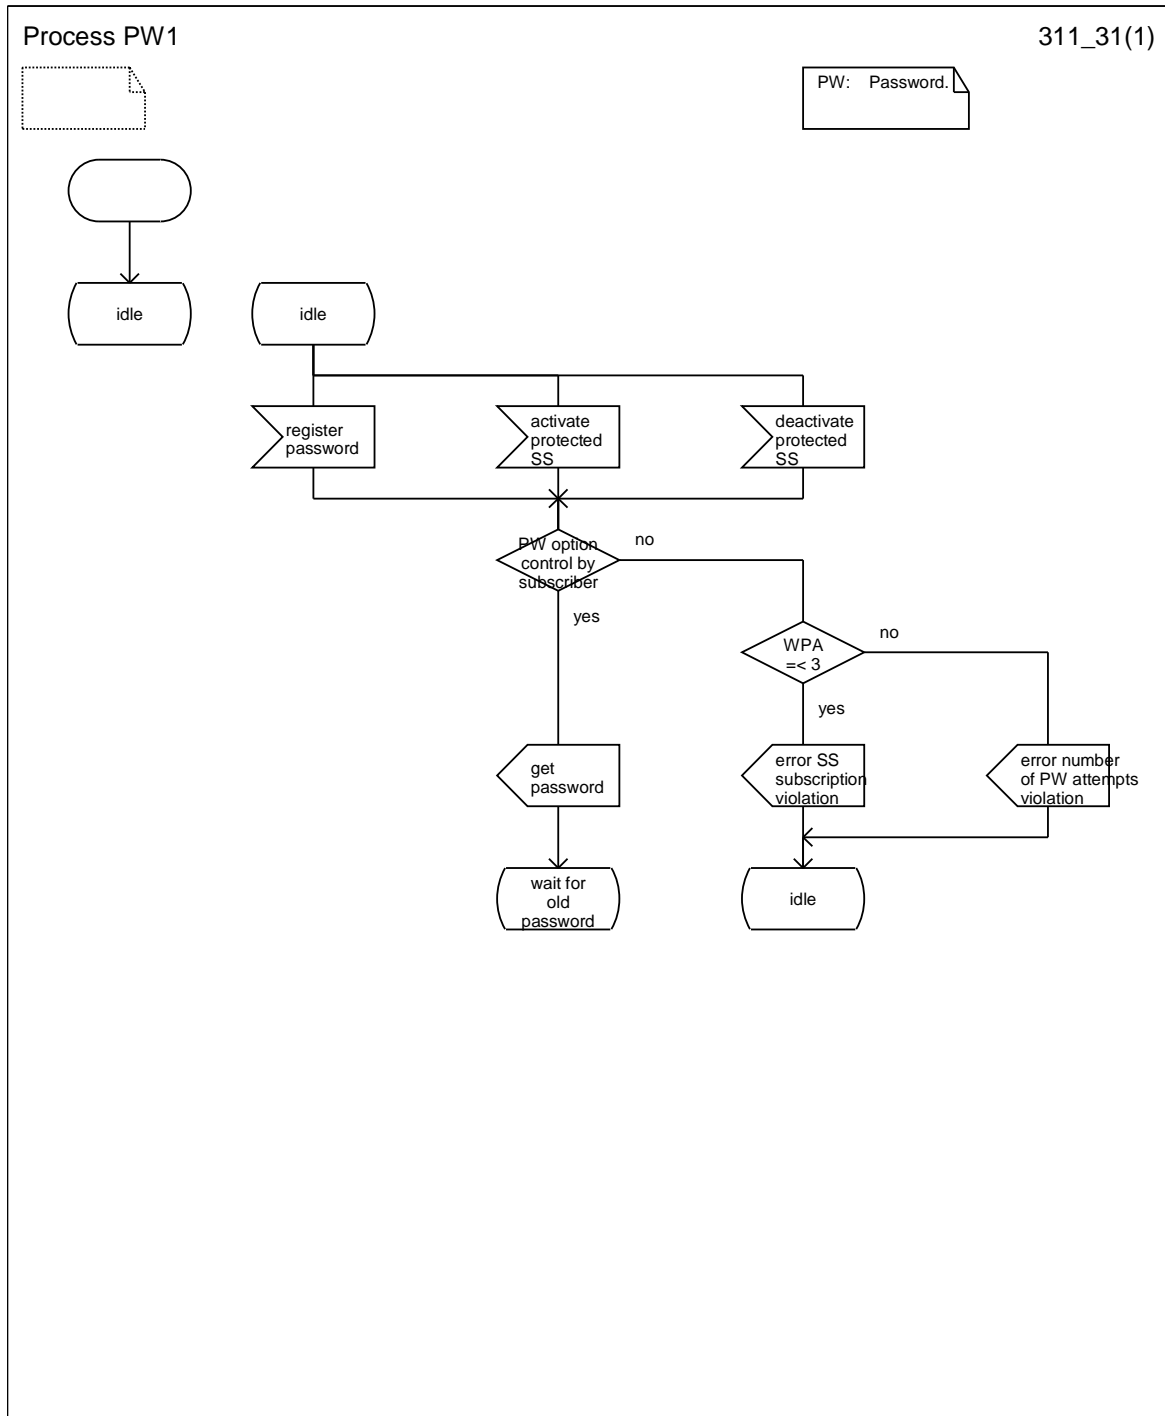 Process PW1
311_31(1)
PW: Password.
idle
idle
register
password
activate
protected
SS
deactivate
protected
SS
PW option
control by
subscriber
no
yes
WPA
=< 3
no
yes
get
password
error SS
subscription
violation
error number
of PW attempts
violation
wait for
old
password
idle